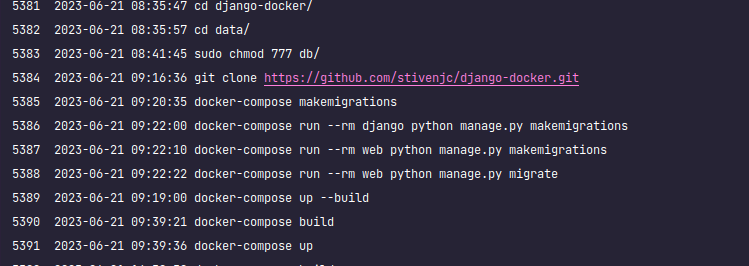 5381 2023-06-21 08:35:47 cd django-docker/
5382 2023-06-21 08:35:57 cd data/
5383 2023-06-21 08:41:45 sudo chmod 777 db/
5384 2023-06-21 09:16:36 git clone https://github.com/stivenjc/django-docker.git
5385 2023-06-21 09:20:35 docker-compose makemigrations
5386 2023-06-21 09:22:00 docker-compose run --rm django python manage.py makemigrations
5387 2023-06-21 09:22:10 docker-compose run --rm web python manage.py makemigrations
5388 2023-06-21 09:22:22 docker-compose run --rm web python manage.py migrate
5389 2023-06-21 09:19:00 docker-compose up --build
5390 2023-06-21 09:39:21 docker-compose build
5391 2023-06-21 09:39:36 docker-compose up